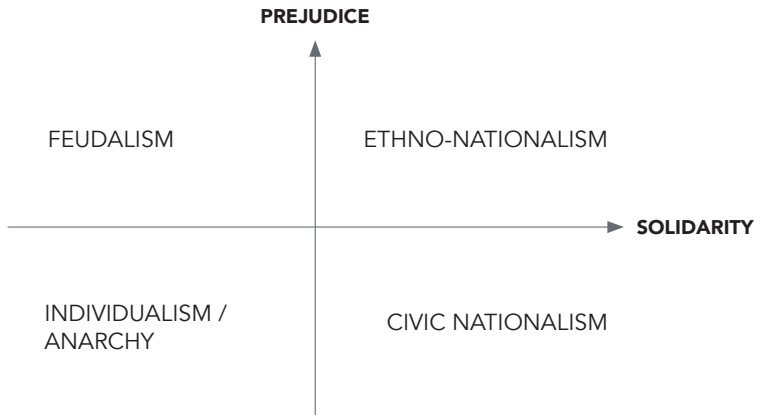 PREJUDICE
FEUDALISM
ETHNO-NATIONALISM
SOLIDARITY
INDIVIDUALISM /
ANARCHY
CIVIC NATIONALISM